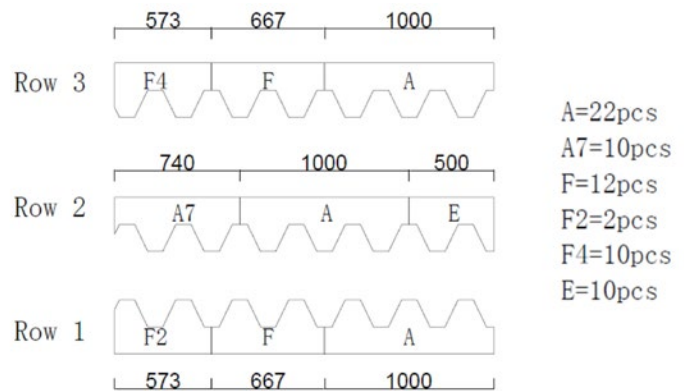 573 667 1000
Row 3 F4 F A
740 1000 500
Row 2 A7 A E
Row 1 F2 F A
573 667 1000
A=22pcs
A7=10pcs
F=12pcs
F2=2pcs
F4=10pcs
E=10pcs